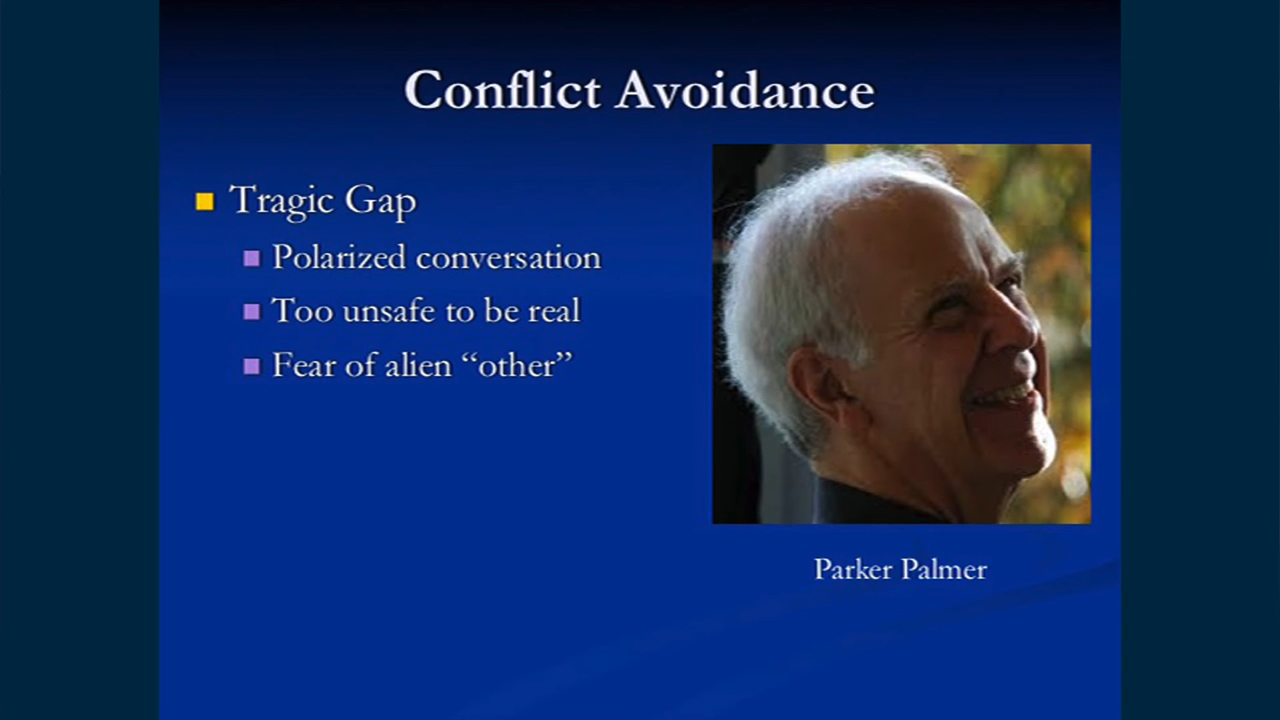 Conflict Avoidance
Tragic Gap
Polarized conversation
Too unsafe to be real
Fear of alien “other”
Parker Palmer